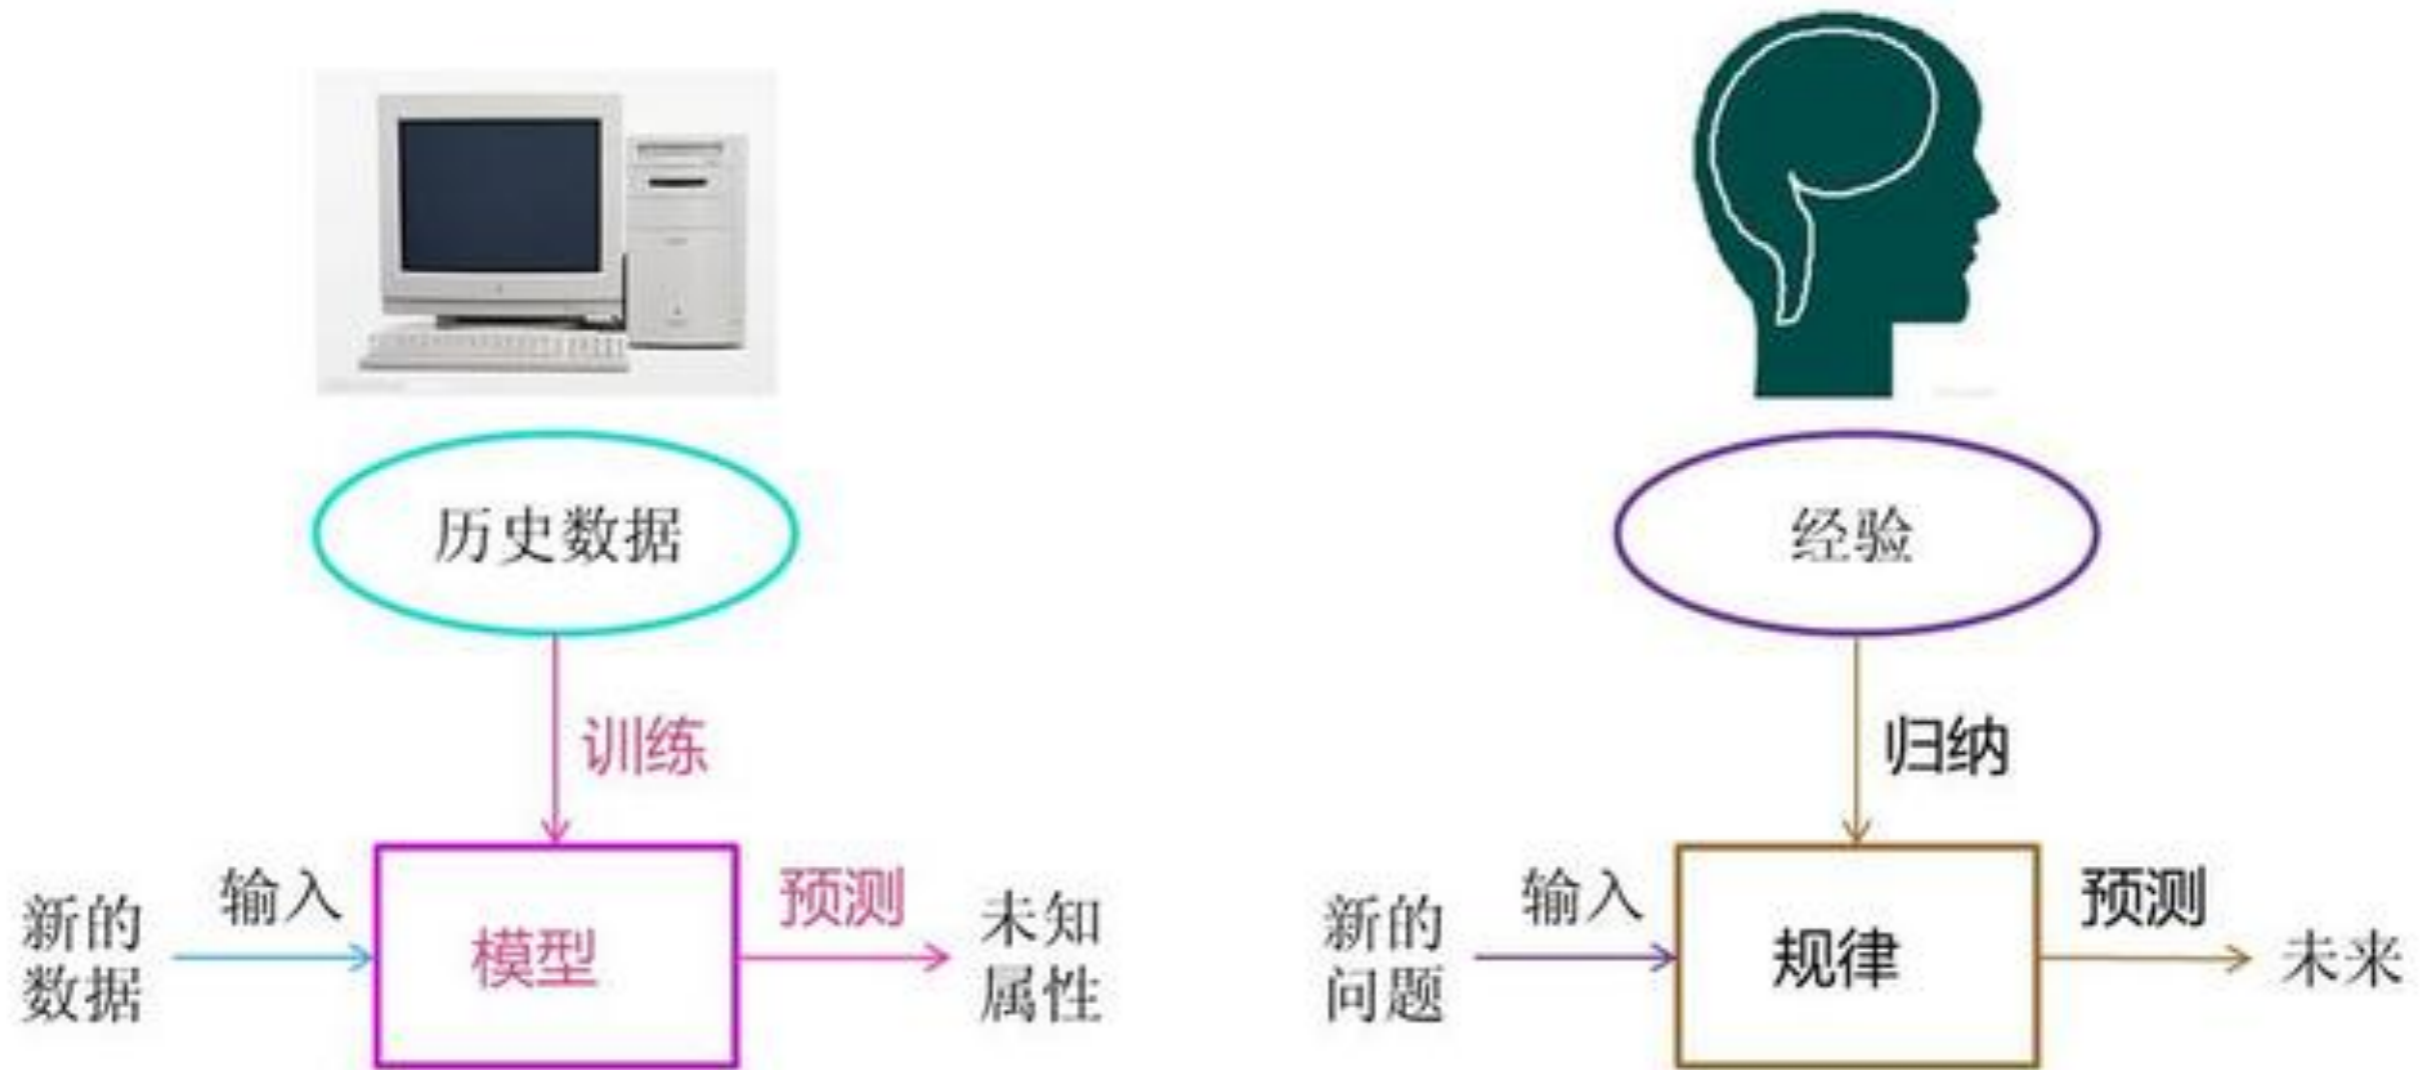 历史数据
训练
新的
数据
输入
模型
预测
未知
属性
经验
归纳
新的
问题
输入
规律
预测
未来